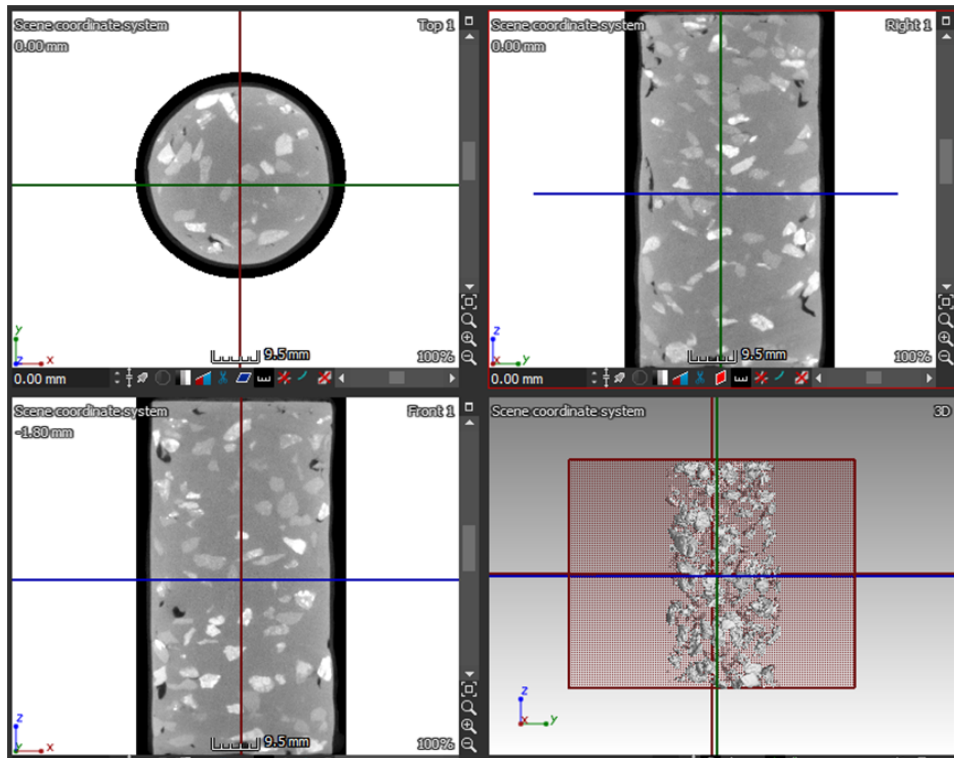 Scene coordinate system
Top 1
0.00 mm
y
z
x
9.5 mm
100%
0.00 mm
Scene coordinate system
Right 1
0.00 mm
z
x
y
9.5 mm
100%
0.00 mm
Scene coordinate system
Front 1
-1.80 mm
z
y
x
9.5 mm
100%
Scene coordinate system
3D
z
x
y